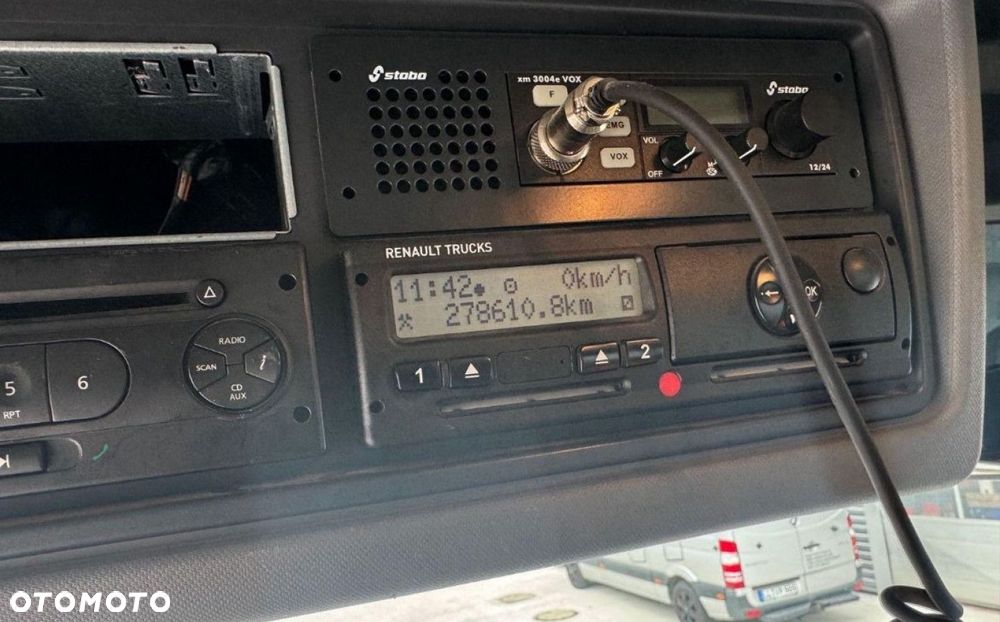 stabo
xm 3004e VOX
stabo
F
EMG
VOX
VOL
OFF
12/24
RENAULT TRUCKS
11:42 0km/h
278610.8km
OK
1
2
RADIO
SCAN
i
CD
AUX
5
6
RPT
OTOMOTO